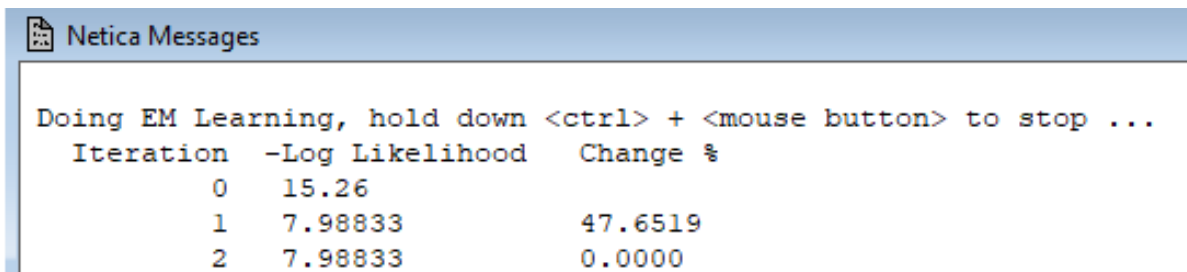 Netica Messages
Doing EM Learning, hold down <ctrl> + <mouse button> to stop ...
Iteration -Log Likelihood Change %
0 15.26
1 7.98833 47.6519
2 7.98833 0.0000